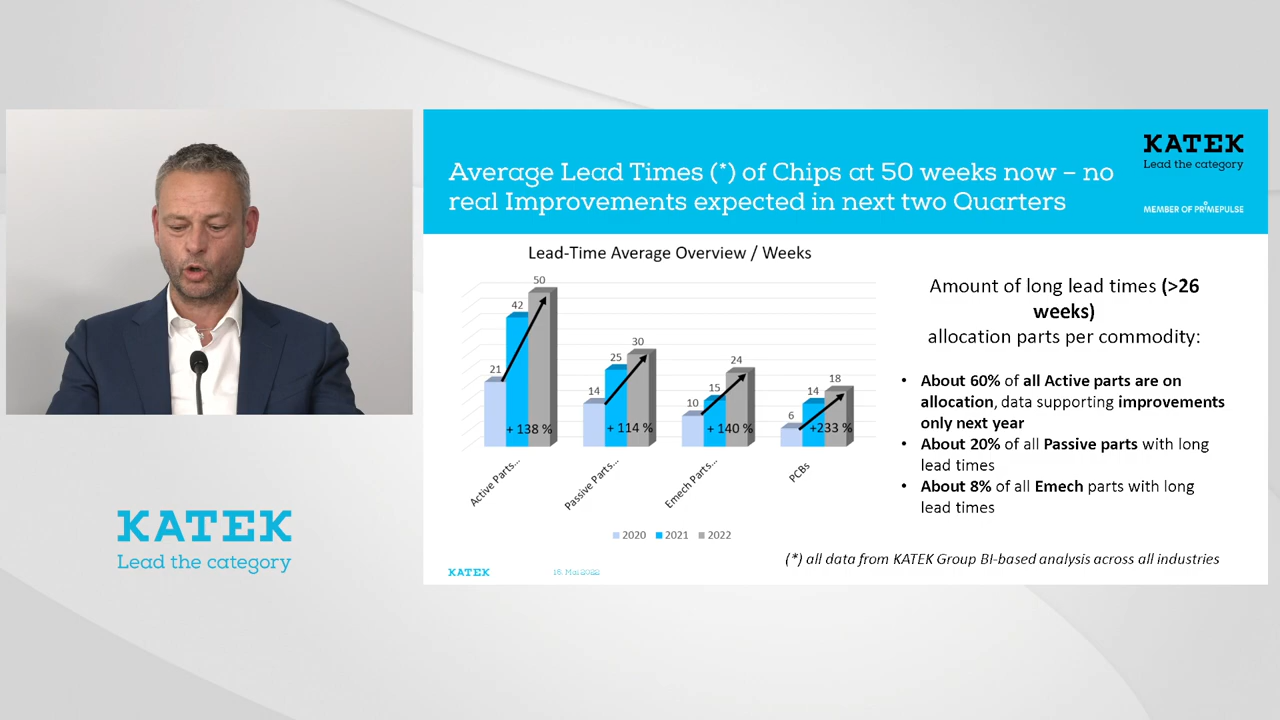 KATEK
Lead the category
Average Lead Times (*) of Chips at 50 weeks now – no
real Improvements expected in next two Quarters
KATEK
Lead the category
MEMBER OF PRIMEPULSE
Lead-Time Average Overview / Weeks
21
42
50
+ 138 %
14
25
30
+ 114 %
10
15
24
+ 140 %
6
14
18
+233 %
Active Parts...
Passive Parts...
Emech Parts...
PCBs
2020
2021
2022
Amount of long lead times (>26
weeks)
allocation parts per commodity:
• About 60% of all Active parts are on
allocation, data supporting improvements
only next year
• About 20% of all Passive parts with long
lead times
• About 8% of all Emech parts with long
lead times
(*) all data from KATEK Group BI-based analysis across all industries
KATEK
16. Mai 2022